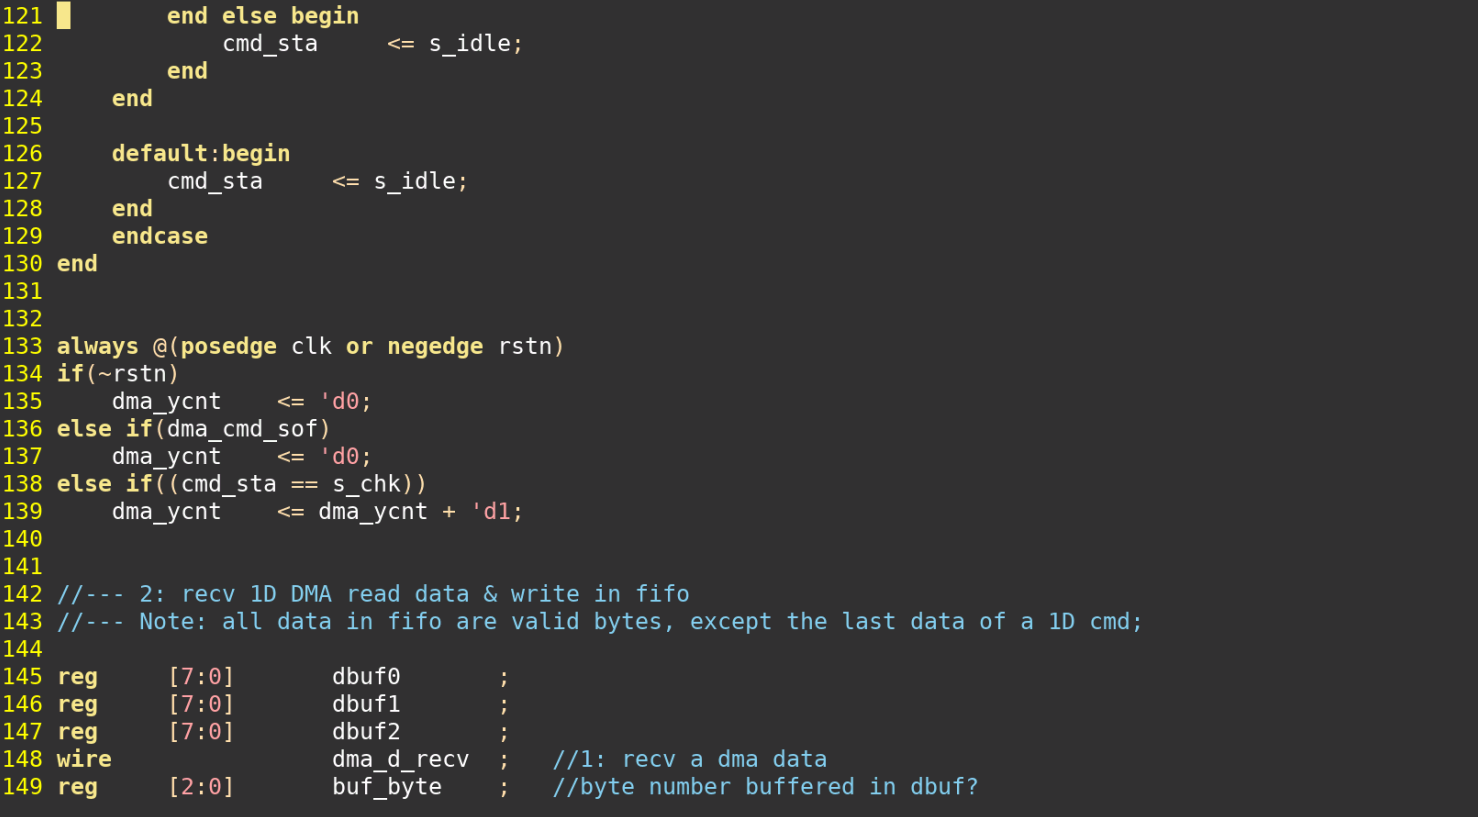 121         end else begin
122             cmd_sta     <= s_idle;
123         end
124     end
125
126     default:begin
127         cmd_sta     <= s_idle;
128     end
129     endcase
130 end
131
132
133 always @(posedge clk or negedge rstn)
134 if(~rstn)
135     dma_ycnt    <= 'd0;
136 else if(dma_cmd_sof)
137     dma_ycnt    <= 'd0;
138 else if((cmd_sta == s_chk))
139     dma_ycnt    <= dma_ycnt + 'd1;
140
141
142 //--- 2: recv 1D DMA read data & write in fifo
143 //--- Note: all data in fifo are valid bytes, except the last data of a 1D cmd;
144
145 reg     [7:0]       dbuf0       ;
146 reg     [7:0]       dbuf1       ;
147 reg     [7:0]       dbuf2       ;
148 wire                dma_d_recv  ;   //1: recv a dma data
149 reg     [2:0]       buf_byte    ;   //byte number buffered in dbuf?